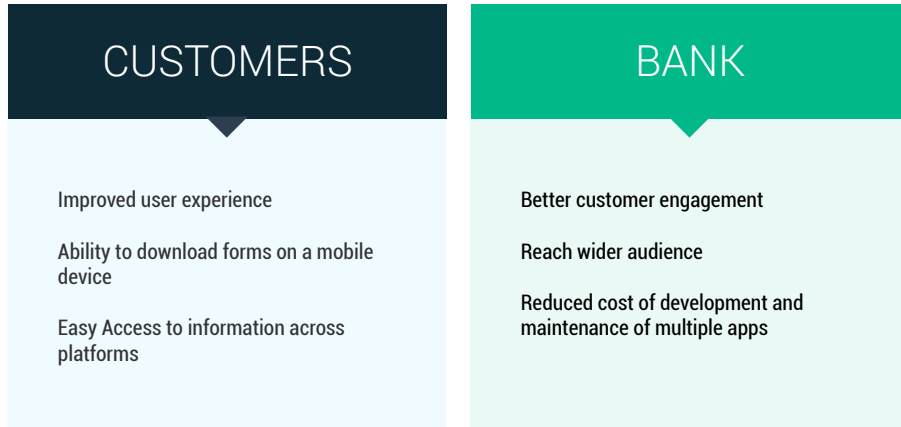 CUSTOMERS
Improved user experience
Ability to download forms on a mobile
device
Easy Access to information across
platforms
BANK
Better customer engagement
Reach wider audience
Reduced cost of development and
maintenance of multiple apps